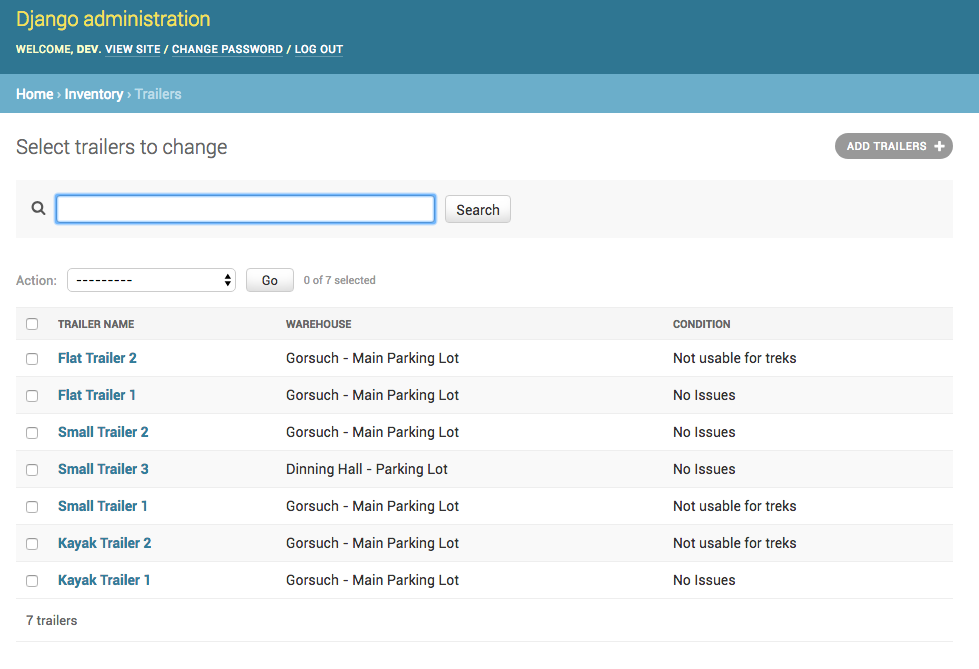 Django administration
WELCOME, DEV. VIEW SITE / CHANGE PASSWORD / LOG OUT
Home › Inventory › Trailers
Select trailers to change
ADD TRAILERS +
Search
Action: --------- Go 0 of 7 selected
TRAILER NAME WAREHOUSE CONDITION
Flat Trailer 2 Gorsuch - Main Parking Lot Not usable for treks
Flat Trailer 1 Gorsuch - Main Parking Lot No Issues
Small Trailer 2 Gorsuch - Main Parking Lot No Issues
Small Trailer 3 Dinning Hall - Parking Lot No Issues
Small Trailer 1 Gorsuch - Main Parking Lot Not usable for treks
Kayak Trailer 2 Gorsuch - Main Parking Lot Not usable for treks
Kayak Trailer 1 Gorsuch - Main Parking Lot No Issues
7 trailers